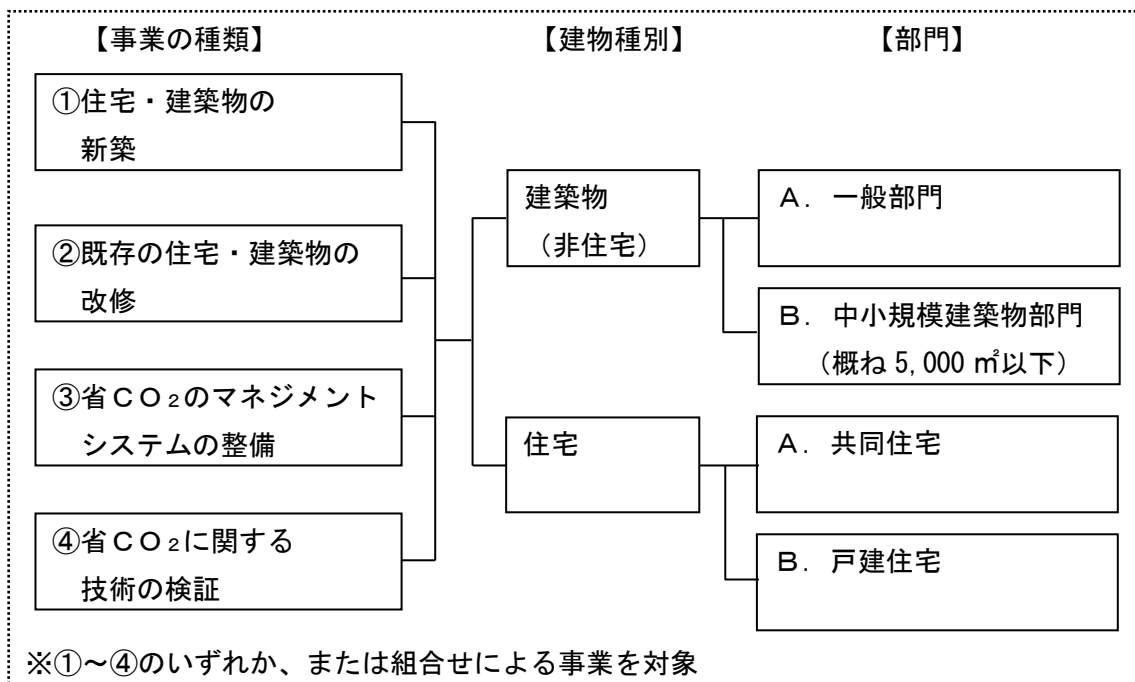 【事業の種類】
【建物種別】
【部門】
①住宅・建築物の
新築
②既存の住宅・建築物の
改修
③省ＣＯ２のマネジメント
システムの整備
④省ＣＯ２に関する
技術の検証
建築物
（非住宅）
住宅
Ａ．一般部門
Ｂ．中小規模建築物部門
（概ね 5,000 ㎡以下）
Ａ．共同住宅
Ｂ．戸建住宅
※①～④のいずれか、または組合せによる事業を対象